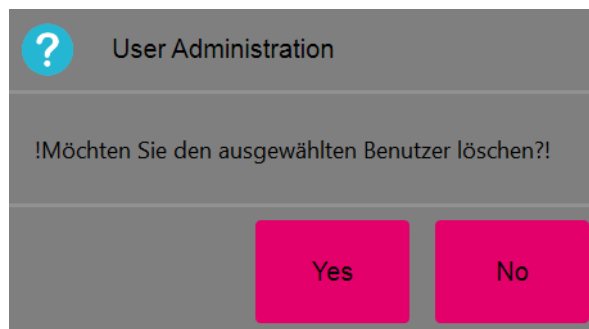 ?
User Administration
!Möchten Sie den ausgewählten Benutzer löschen?!
Yes No